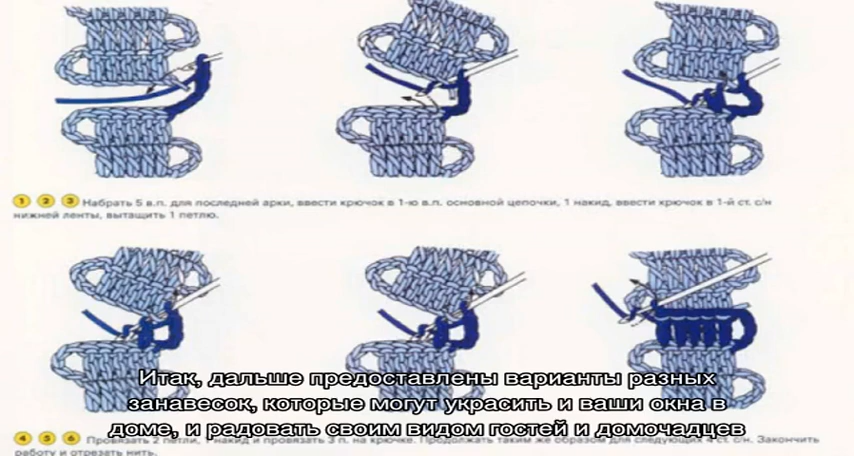 1 2 3 Набрать 5 в.п. для последней арки, ввести крючок в 1-ю в.п. основной цепочки, 1 накид, ввести крючок в 1-й ст. с/н
нижней ленты, вытащить 1 петлю.
Итак, дальше предоставлены варианты разных
занавесок, которые могут украсить и ваши окна в
доме, и радовать своим видом гостей и домочадцев
4 5 6 Провязать 2 петли, 1 накид и провязать 3 п. на крючке. Продолжать таким же образом для следующих 4 ст. с/н. Закончить
работу и отрезать нить.